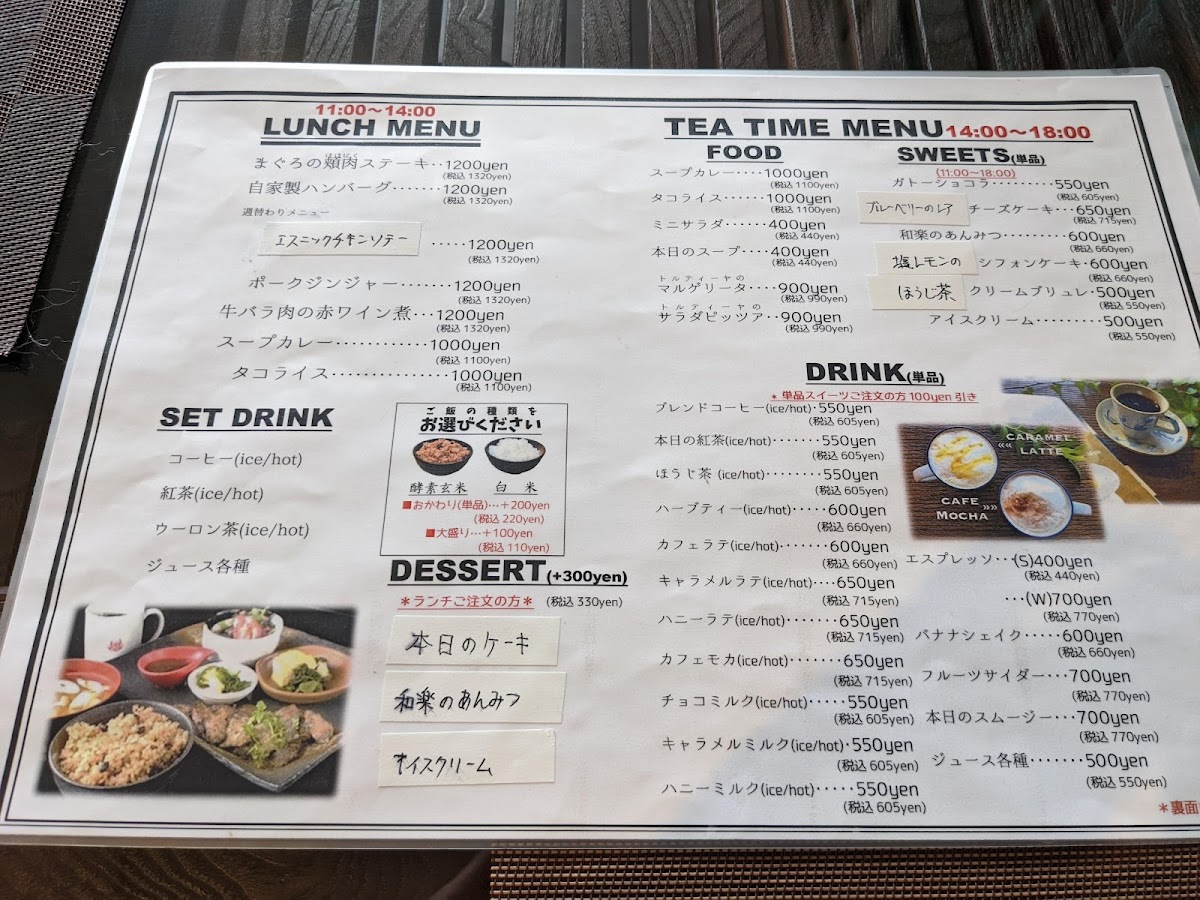 11:00～14:00
LUNCH MENU
ほほにく
まぐろの頬肉ステーキ‥1200yen
(税込 1320yen)
自家製ハンバーグ‥‥‥1200yen
(税込 1320yen)
週替わりメニュー
エスニックチキンソテー ‥‥‥1200yen
(税込 1320yen)
ポークジンジャー‥‥‥1200yen
(税込 1320yen)
牛バラ肉の赤ワイン煮‥‥1200yen
(税込 1320yen)
スープカレー‥‥‥‥‥‥1000yen
(税込 1100yen)
タコライス‥‥‥‥‥‥‥1000yen
(税込 1100yen)
SET DRINK
コーヒー(ice/hot)
紅茶(ice/hot)
ウーロン茶(ice/hot)
ジュース各種
ご飯の種類を
お選びください
酵素玄米 白 米
■おかわり(単品)‥‥+200yen
(税込 220yen)
■大盛り‥‥+100yen
(税込 110yen)
DESSERT(+300yen)
＊ランチご注文の方＊ (税込 330yen)
本日のケーキ
和楽のあんみつ
アイスクリーム
TEA TIME MENU 14:00～18:00
FOOD
スープカレー‥‥1000yen
(税込 1100yen)
タコライス‥‥‥1000yen
(税込 1100yen)
ミニサラダ‥‥‥400yen
(税込 440yen)
本日のスープ‥‥400yen
(税込 440yen)
トルティーヤの
マルゲリータ‥‥900yen
(税込 990yen)
トルティーヤの
サラダピッツァ‥900yen
(税込 990yen)
SWEETS(単品)
(11:00～18:00)
ガトーショコラ‥‥‥‥‥550yen
(税込 605yen)
ブルーベリーのレア チーズケーキ‥‥650yen
(税込 715yen)
和楽のあんみつ‥‥‥‥600yen
(税込 660yen)
塩レモンの シフォンケーキ・600yen
(税込 660yen)
ほうじ茶 クリームブリュレ・500yen
(税込 550yen)
アイスクリーム‥‥‥‥‥500yen
(税込 550yen)
DRINK(単品)
＊ 単品スイーツご注文の方 100yen 引き
ブレンドコーヒー(ice/hot)・550yen
(税込 605yen)
本日の紅茶(ice/hot)‥‥‥550yen
(税込 605yen)
ほうじ茶 (ice/hot)‥‥‥‥550yen
(税込 605yen)
ハーブティー(ice/hot)‥‥‥600yen
(税込 660yen)
カフェラテ(ice/hot)‥‥‥‥600yen
(税込 660yen)
キャラメルラテ(ice/hot)‥‥650yen
(税込 715yen)
ハニーラテ(ice/hot)‥‥‥‥650yen
(税込 715yen)
カフェモカ(ice/hot)‥‥‥‥650yen
(税込 715yen)
チョコミルク(ice/hot)‥‥‥550yen
(税込 605yen)
キャラメルミルク(ice/hot)・550yen
(税込 605yen)
ハニーミルク(ice/hot)‥‥‥550yen
(税込 605yen)
«« CARAMEL
LATTE
CAFE
MOCHA »»
エスプレッソ‥‥(S)400yen
(税込 440yen)
‥‥(W)700yen
(税込 770yen)
バナナシェイク‥‥‥600yen
(税込 660yen)
フルーツサイダー‥‥700yen
(税込 770yen)
本日のスムージー‥‥700yen
(税込 770yen)
ジュース各種‥‥‥‥500yen
(税込 550yen)
＊裏面